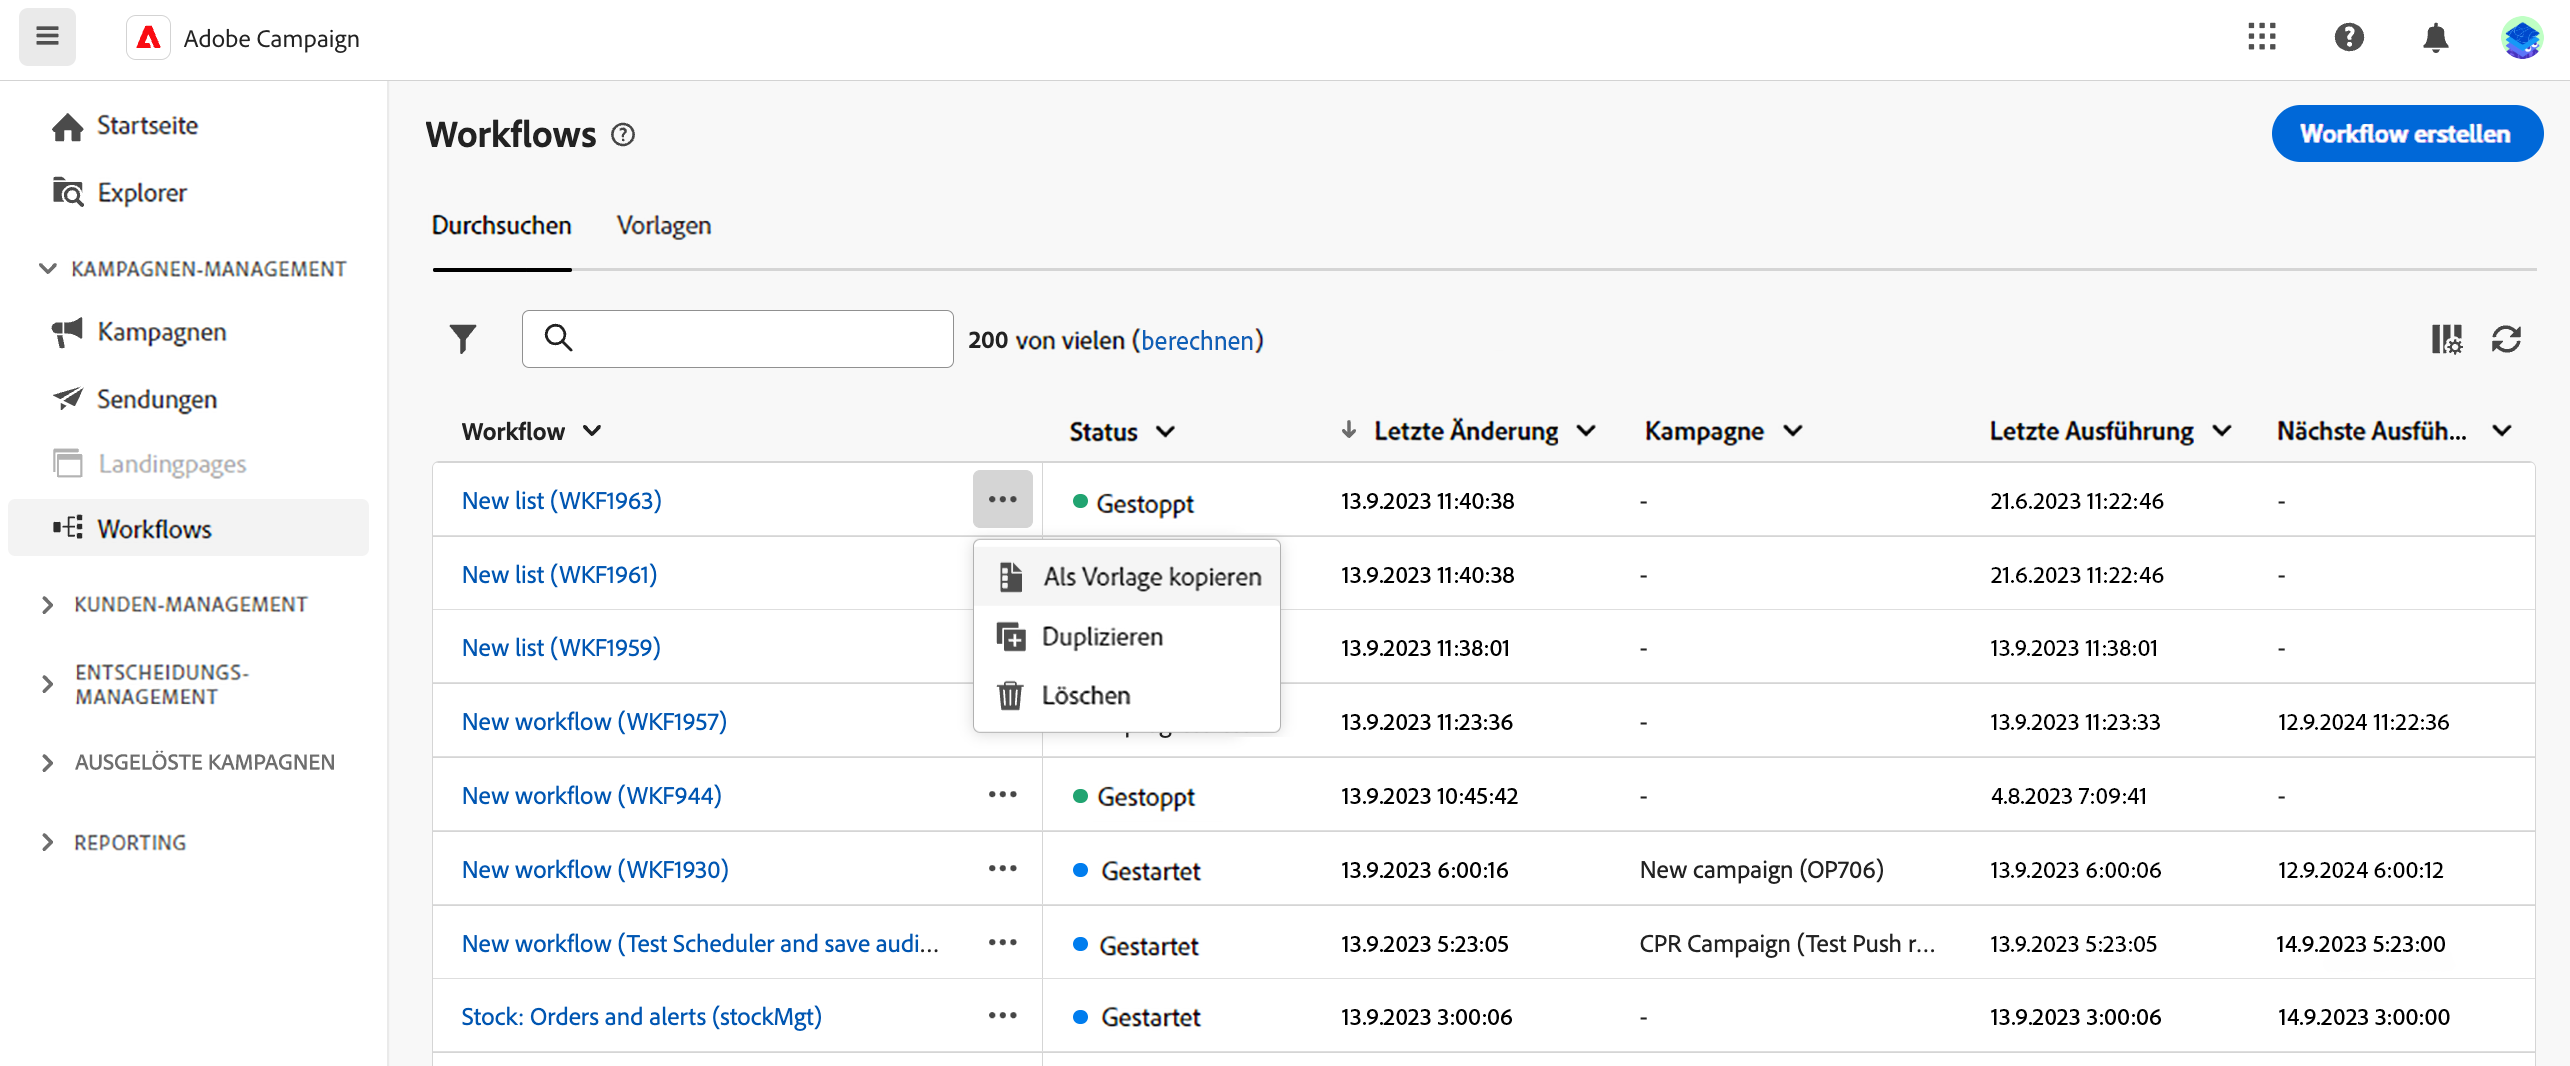 Adobe Campaign
Startseite
Explorer
KAMPAGNEN-MANAGEMENT
Kampagnen
Sendungen
Landingpages
Workflows
KUNDEN-MANAGEMENT
ENTSCHEIDUNGS-
MANAGEMENT
AUSGELÖSTE KAMPAGNEN
REPORTING
Workflows
Workflow erstellen
Durchsuchen Vorlagen
200 von vielen (berechnen)
Workflow Status Letzte Änderung Kampagne Letzte Ausführung Nächste Ausfüh...
New list (WKF1963) Gestoppt 13.9.2023 11:40:38 - 21.6.2023 11:22:46 -
New list (WKF1961) 13.9.2023 11:40:38 - 21.6.2023 11:22:46 -
New list (WKF1959) 13.9.2023 11:38:01 - 13.9.2023 11:38:01 -
New workflow (WKF1957) 13.9.2023 11:23:36 - 13.9.2023 11:23:33 12.9.2024 11:22:36
Als Vorlage kopieren
Duplizieren
Löschen
New workflow (WKF944) Gestoppt 13.9.2023 10:45:42 - 4.8.2023 7:09:41 -
New workflow (WKF1930) Gestartet 13.9.2023 6:00:16 New campaign (OP706) 13.9.2023 6:00:06 12.9.2024 6:00:12
New workflow (Test Scheduler and save audi... Gestartet 13.9.2023 5:23:05 CPR Campaign (Test Push r... 13.9.2023 5:23:05 14.9.2023 5:23:00
Stock: Orders and alerts (stockMgt) Gestartet 13.9.2023 3:00:06 - 13.9.2023 3:00:06 14.9.2023 3:00:00